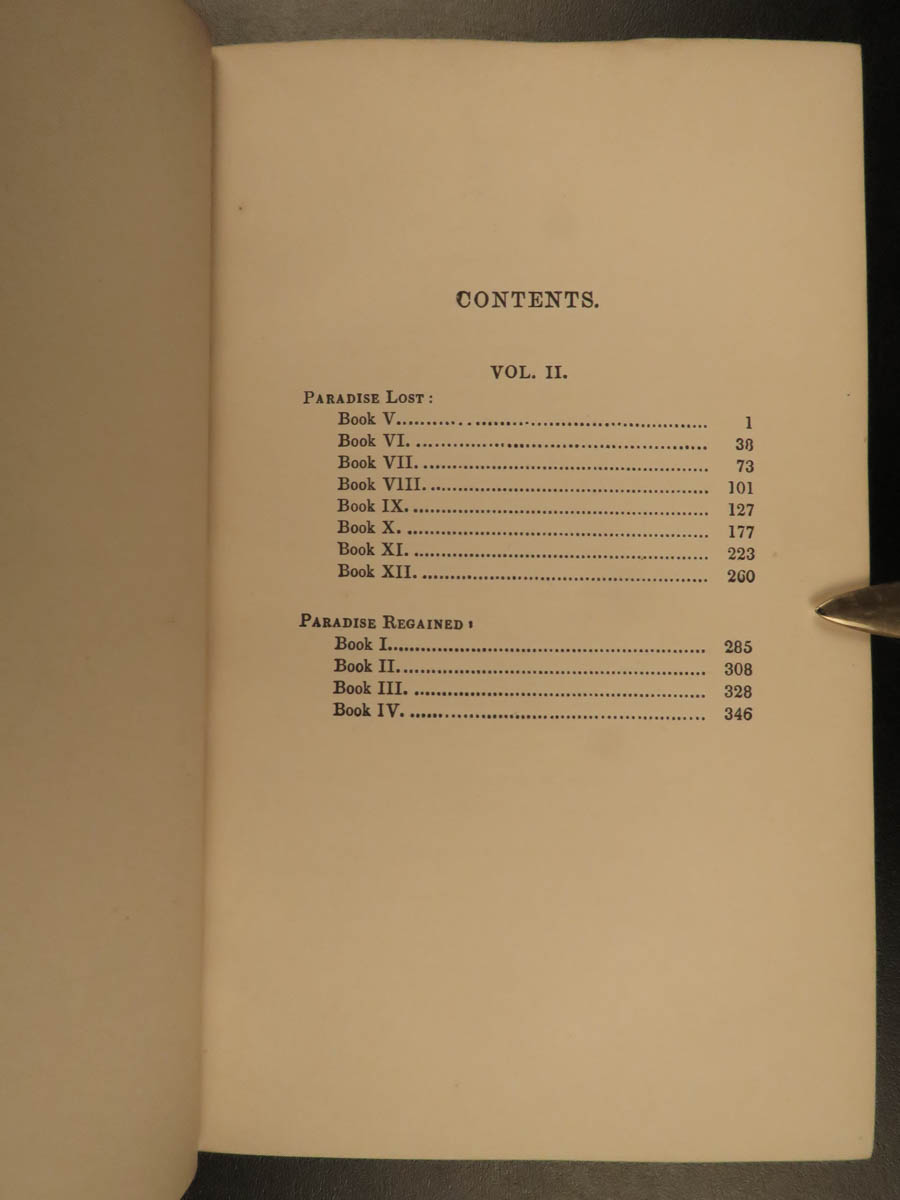 CONTENTS.
VOL. II.
PARADISE LOST:
Book V. 1
Book VI. 38
Book VII. 73
Book VIII. 101
Book IX. 127
Book X. 177
Book XI. 223
Book XII. 260
PARADISE REGAINED:
Book I. 285
Book II. 308
Book III. 328
Book IV. 346